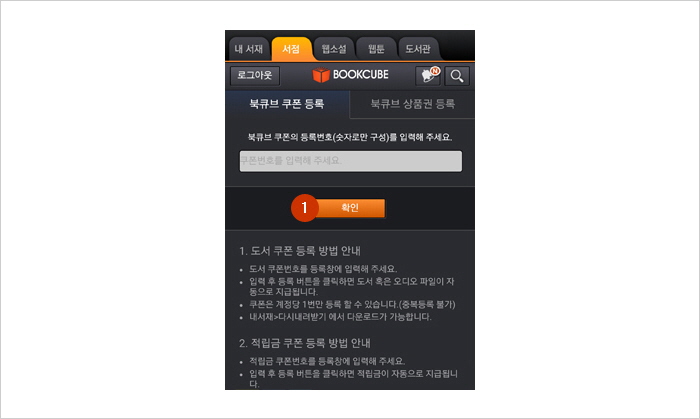 내 서재 서점 웹소설 웹툰 도서관
로그아웃 BOOKCUBE N
북큐브 쿠폰 등록 북큐브 상품권 등록
북큐브 쿠폰의 등록번호(숫자로만 구성)를 입력해 주세요.
쿠폰번호를 입력해 주세요.
1 확인
1. 도서 쿠폰 등록 방법 안내
• 도서 쿠폰번호를 등록창에 입력해 주세요.
• 입력 후 등록 버튼을 클릭하면 도서 혹은 오디오 파일이 자
동으로 지급됩니다.
• 쿠폰은 계정당 1번만 등록 할 수 있습니다.(중복등록 불가)
• 내서재>다시내려받기 에서 다운로드가 가능합니다.
2. 적립금 쿠폰 등록 방법 안내
• 적립금 쿠폰번호를 등록창에 입력해 주세요.
• 입력 후 등록 버튼을 클릭하면 적립금이 자동으로 지급됩니
다.